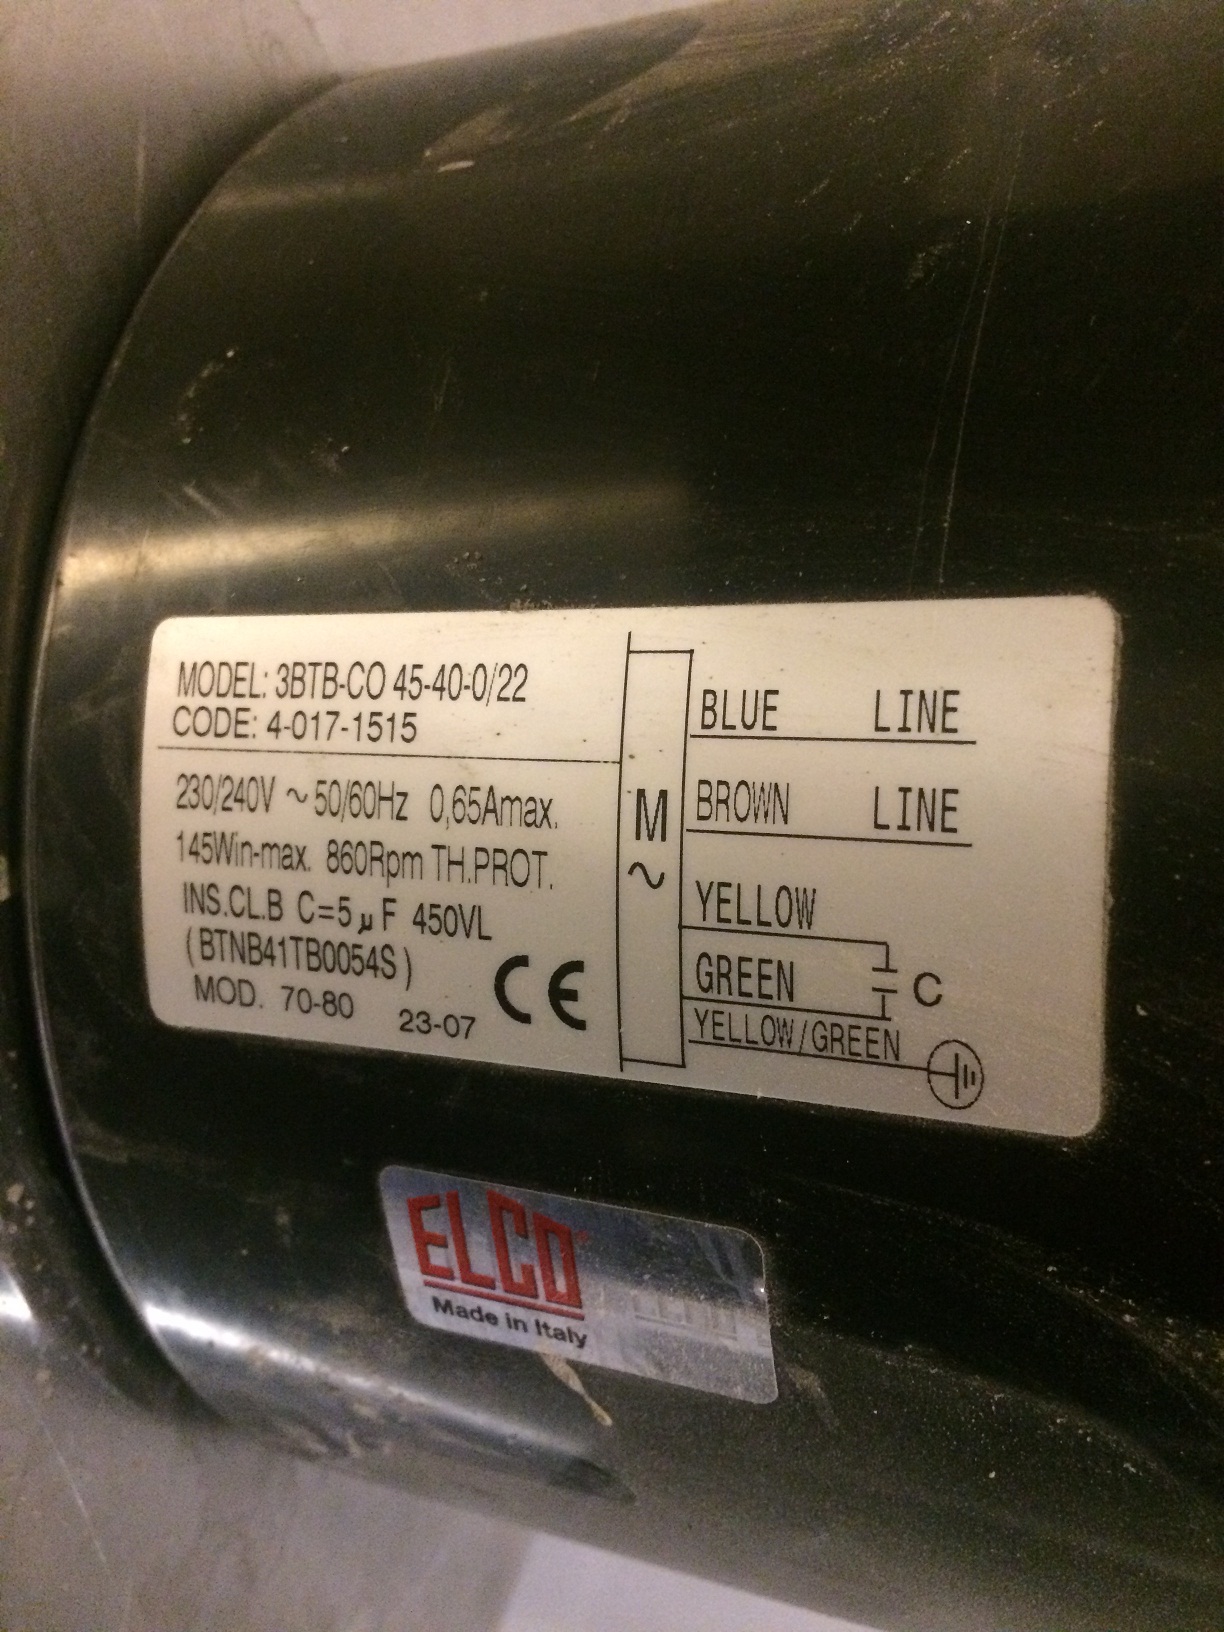 MODEL: 3BTB-CO 45-40-0/22
CODE: 4-017-1515
230/240V ~ 50/60Hz 0,65Amax.
145Win-max. 860Rpm TH.PROT.
INS.CL.B C=5 µF 450VL
(BTNB41TB0054S)
MOD. 70-80 23-07
CE
M
~
BLUE LINE
BROWN LINE
YELLOW
GREEN C
YELLOW/GREEN
ELCO
Made in Italy